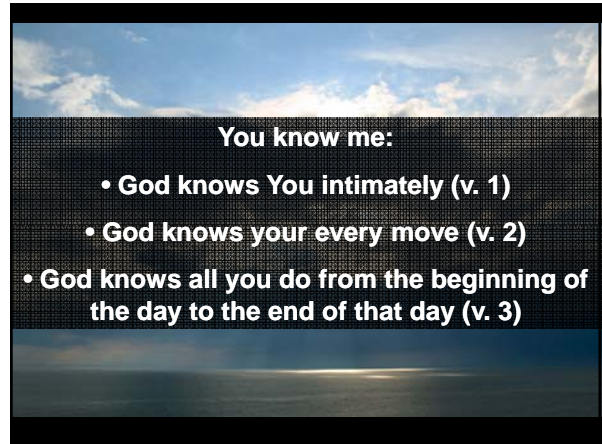 You know me:
• God knows You intimately (v. 1)
• God knows your every move (v. 2)
• God knows all you do from the beginning of
the day to the end of that day (v. 3)